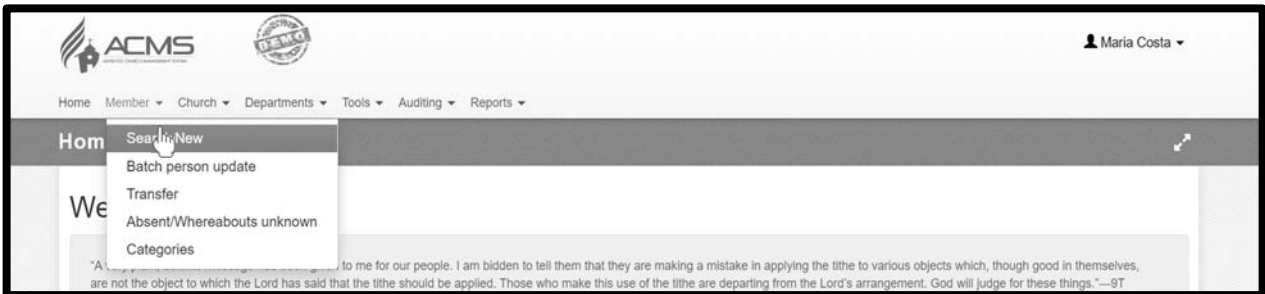 ACMS
DEMO
Maria Costa
Home Member Church Departments Tools Auditing Reports
Hom
Search/New
Batch person update
We
Transfer
Absent/Whereabouts unknown
Categories
"A to me for our people. I am bidden to tell them that they are making a mistake in applying the tithe to various objects which, though good in themselves,
are not the object to which the Lord has said that the tithe should be applied. Those who make this use of the tithe are departing from the Lord's arrangement. God will judge for these things."—9T